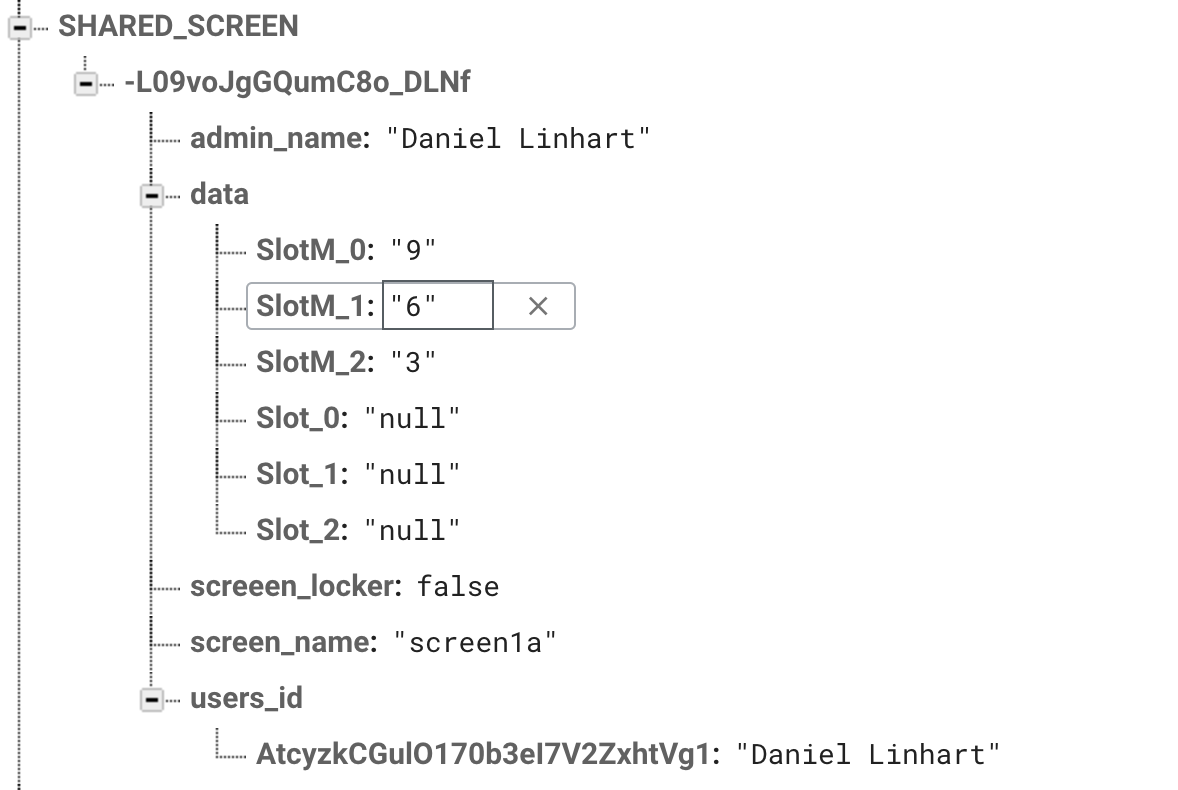 SHARED_SCREEN
-L09voJgGQumC8o_DLNf
admin_name: "Daniel Linhart"
data
SlotM_0: "9"
SlotM_1: "6"
SlotM_2: "3"
Slot_0: "null"
Slot_1: "null"
Slot_2: "null"
screeen_locker: false
screen_name: "screen1a"
users_id
AtcyzkCGulO170b3eI7V2ZxhtVg1: "Daniel Linhart"